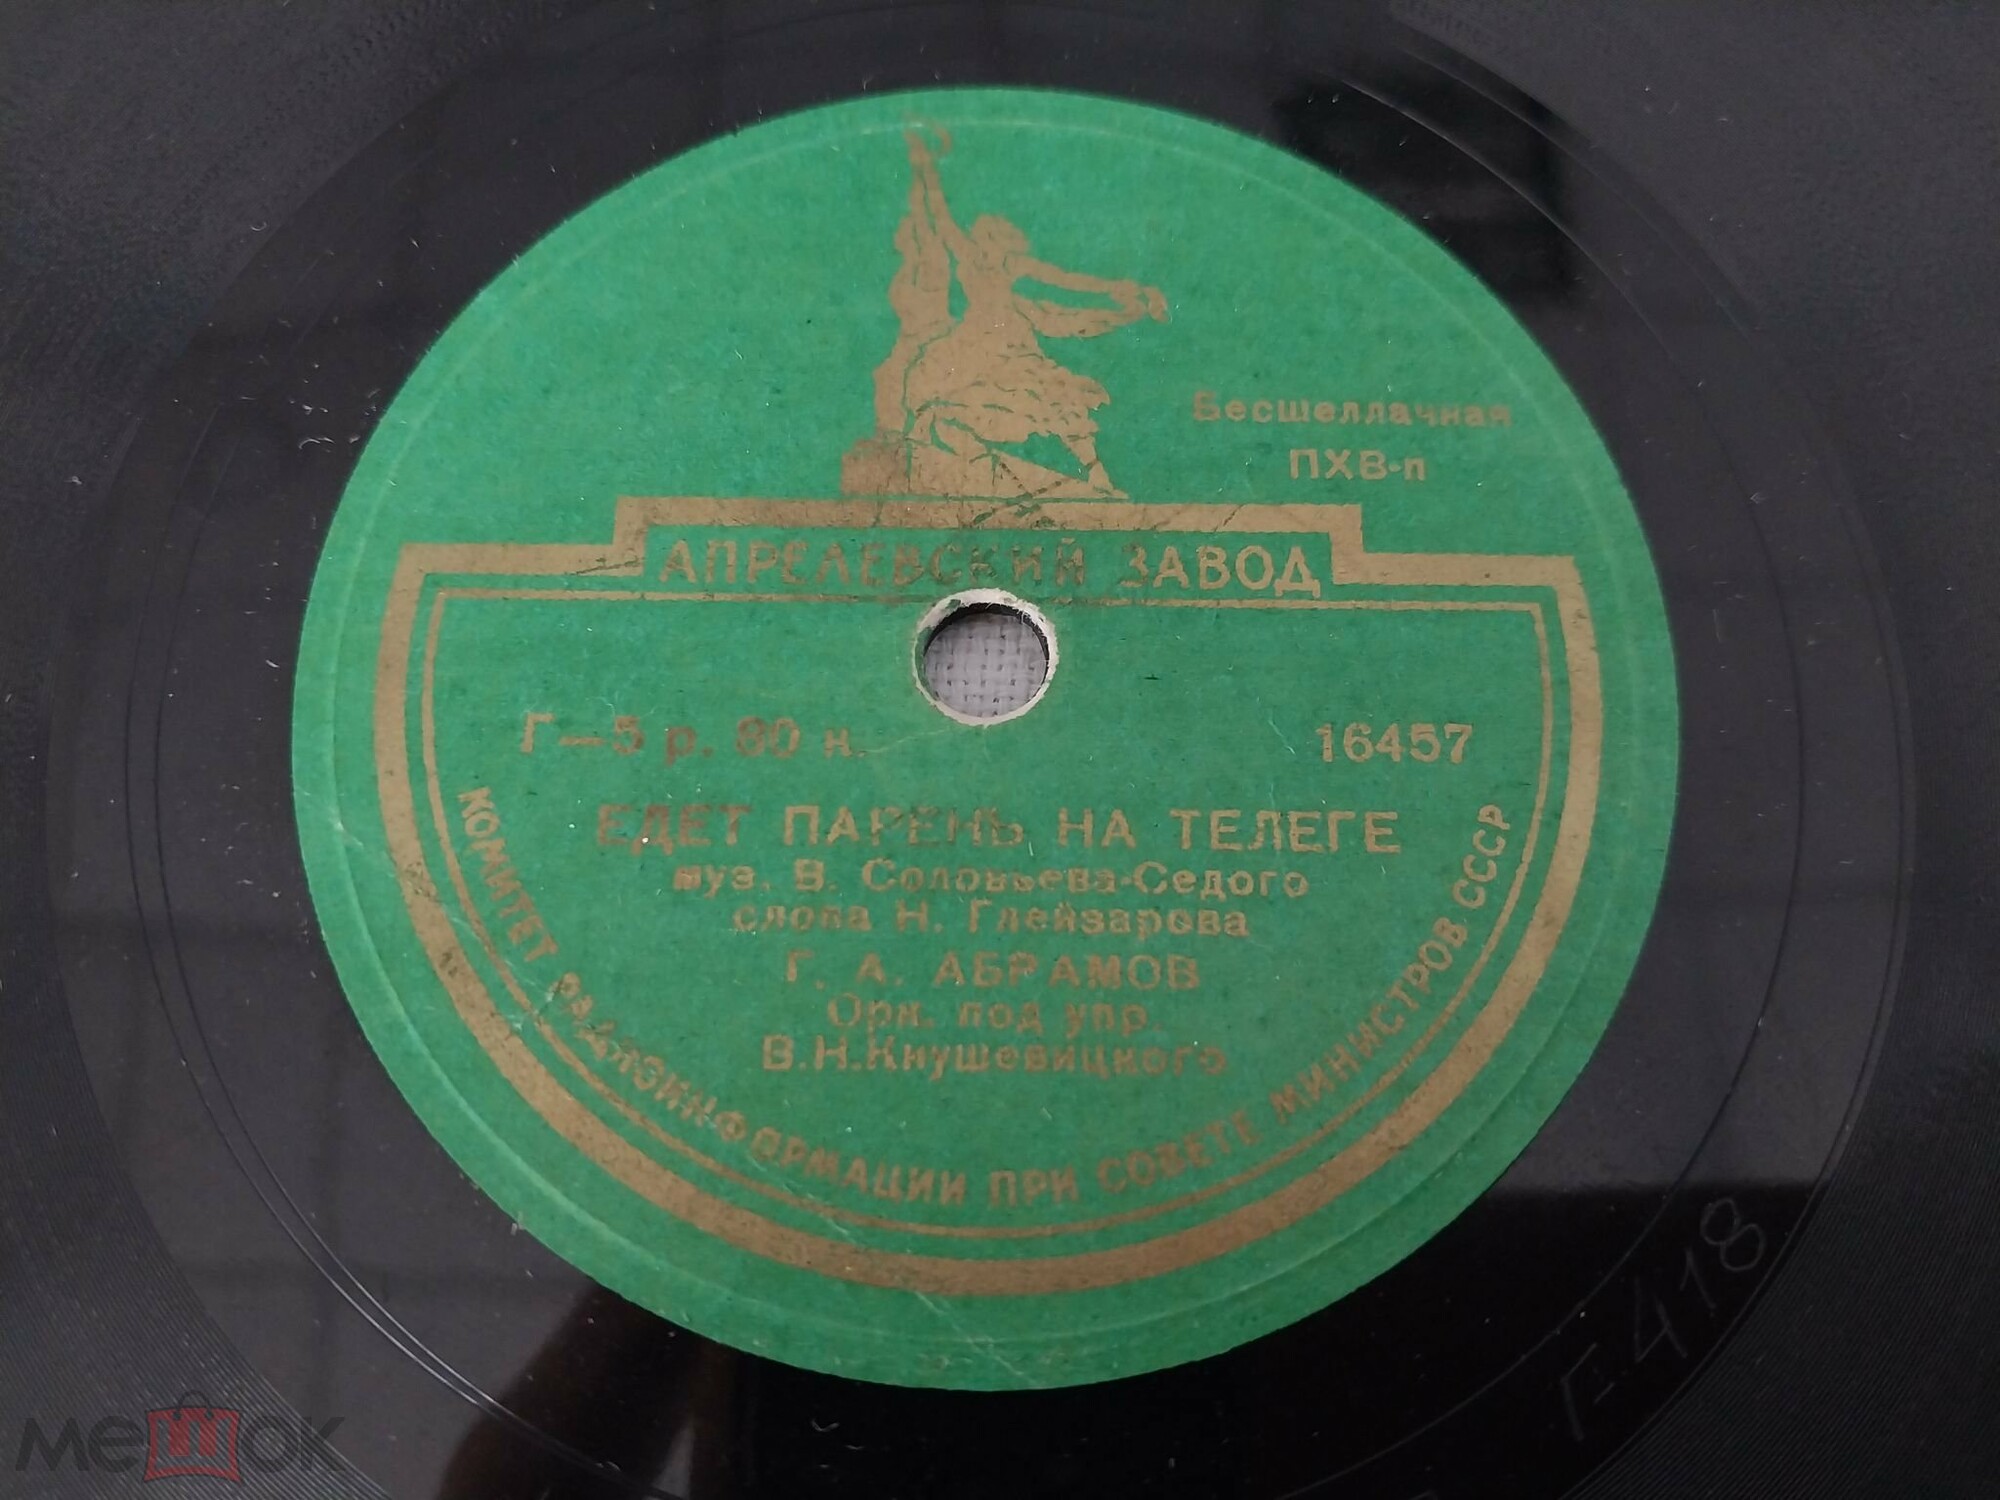 Бесшеллачная
ПХВ-п
АПРЕЛЕВСКИЙ ЗАВОД
Г—5 р. 80 к.
16457
ЕДЕТ ПАРЕНЬ НА ТЕЛЕГЕ
муз. В. Соловьева-Седого
слова Н. Глейзарова
Г. А. АБРАМОВ
Орк. под упр.
В.Н.Кнушевицкого
КОМИТЕТ РАДИОИНФОРМАЦИИ ПРИ СОВЕТЕ МИНИСТРОВ СССР
Г.418
мешок